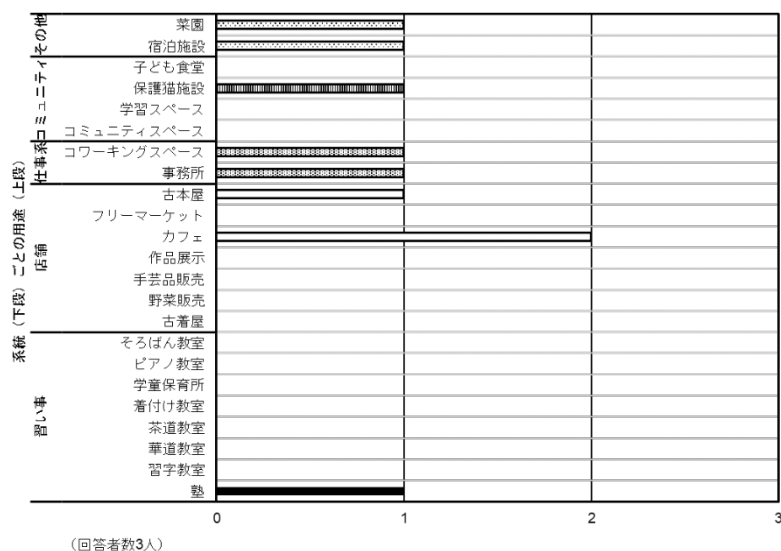 系統（下段）ごとの用途（上段）
その他
菜園
宿泊施設
コミュニティ
子ども食堂
保護猫施設
学習スペース
コミュニティスペース
仕事系
コワーキングスペース
事務所
店舗
古本屋
フリーマーケット
カフェ
作品展示
手芸品販売
野菜販売
古着屋
習い事
そろばん教室
ピアノ教室
学童保育所
着付け教室
茶道教室
華道教室
習字教室
塾
0 1 2 3
（回答者数3人）